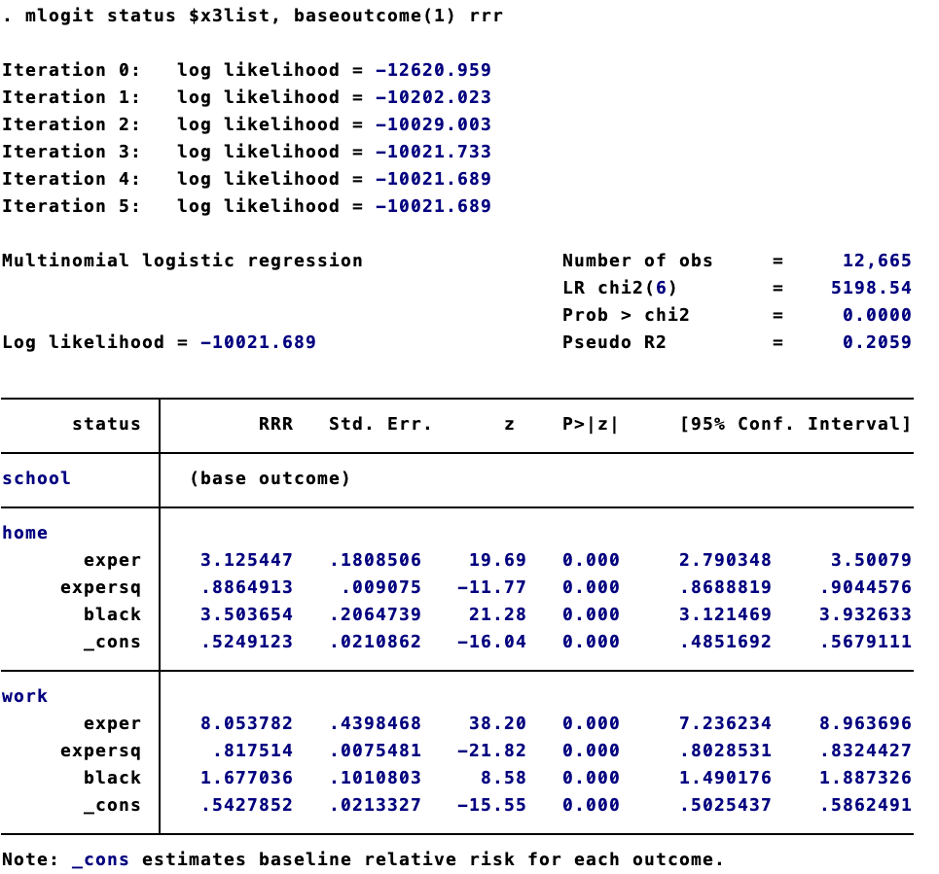 . mlogit status $x3list, baseoutcome(1) rrr
Iteration 0:   log likelihood = -12620.959
Iteration 1:   log likelihood = -10202.023
Iteration 2:   log likelihood = -10029.003
Iteration 3:   log likelihood = -10021.733
Iteration 4:   log likelihood = -10021.689
Iteration 5:   log likelihood = -10021.689
Multinomial logistic regression   Number of obs   =   12,665
LR chi2(6)   =   5198.54
Prob > chi2   =   0.0000
Log likelihood = -10021.689   Pseudo R2   =   0.2059
status   RRR   Std. Err.   z   P>|z|   [95% Conf. Interval]
school   (base outcome)
home
exper   3.125447   .1808506   19.69   0.000   2.790348   3.50079
expersq   .8864913   .009075   -11.77   0.000   .8688819   .9044576
black   3.503654   .2064739   21.28   0.000   3.121469   3.932633
_cons   .5249123   .0210862   -16.04   0.000   .4851692   .5679111
work
exper   8.053782   .4398468   38.20   0.000   7.236234   8.963696
expersq   .817514   .0075481   -21.82   0.000   .8028531   .8324427
black   1.677036   .1010803   8.58   0.000   1.490176   1.887326
_cons   .5427852   .0213327   -15.55   0.000   .5025437   .5862491
Note: _cons estimates baseline relative risk for each outcome.